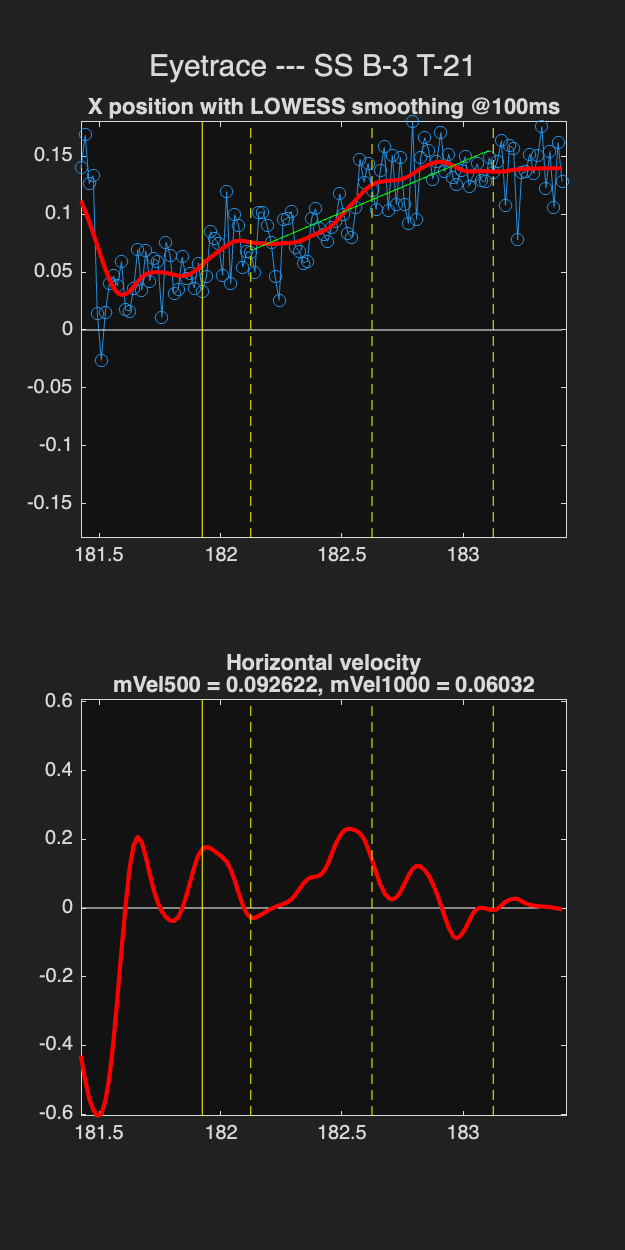 Eyetrace --- SS B-3 T-21
X position with LOWESS smoothing @100ms
0.15
0.1
0.05
0
-0.05
-0.1
-0.15
181.5 182 182.5 183
Horizontal velocity
mVel500 = 0.092622, mVel1000 = 0.06032
0.6
0.4
0.2
0
-0.2
-0.4
-0.6
181.5 182 182.5 183